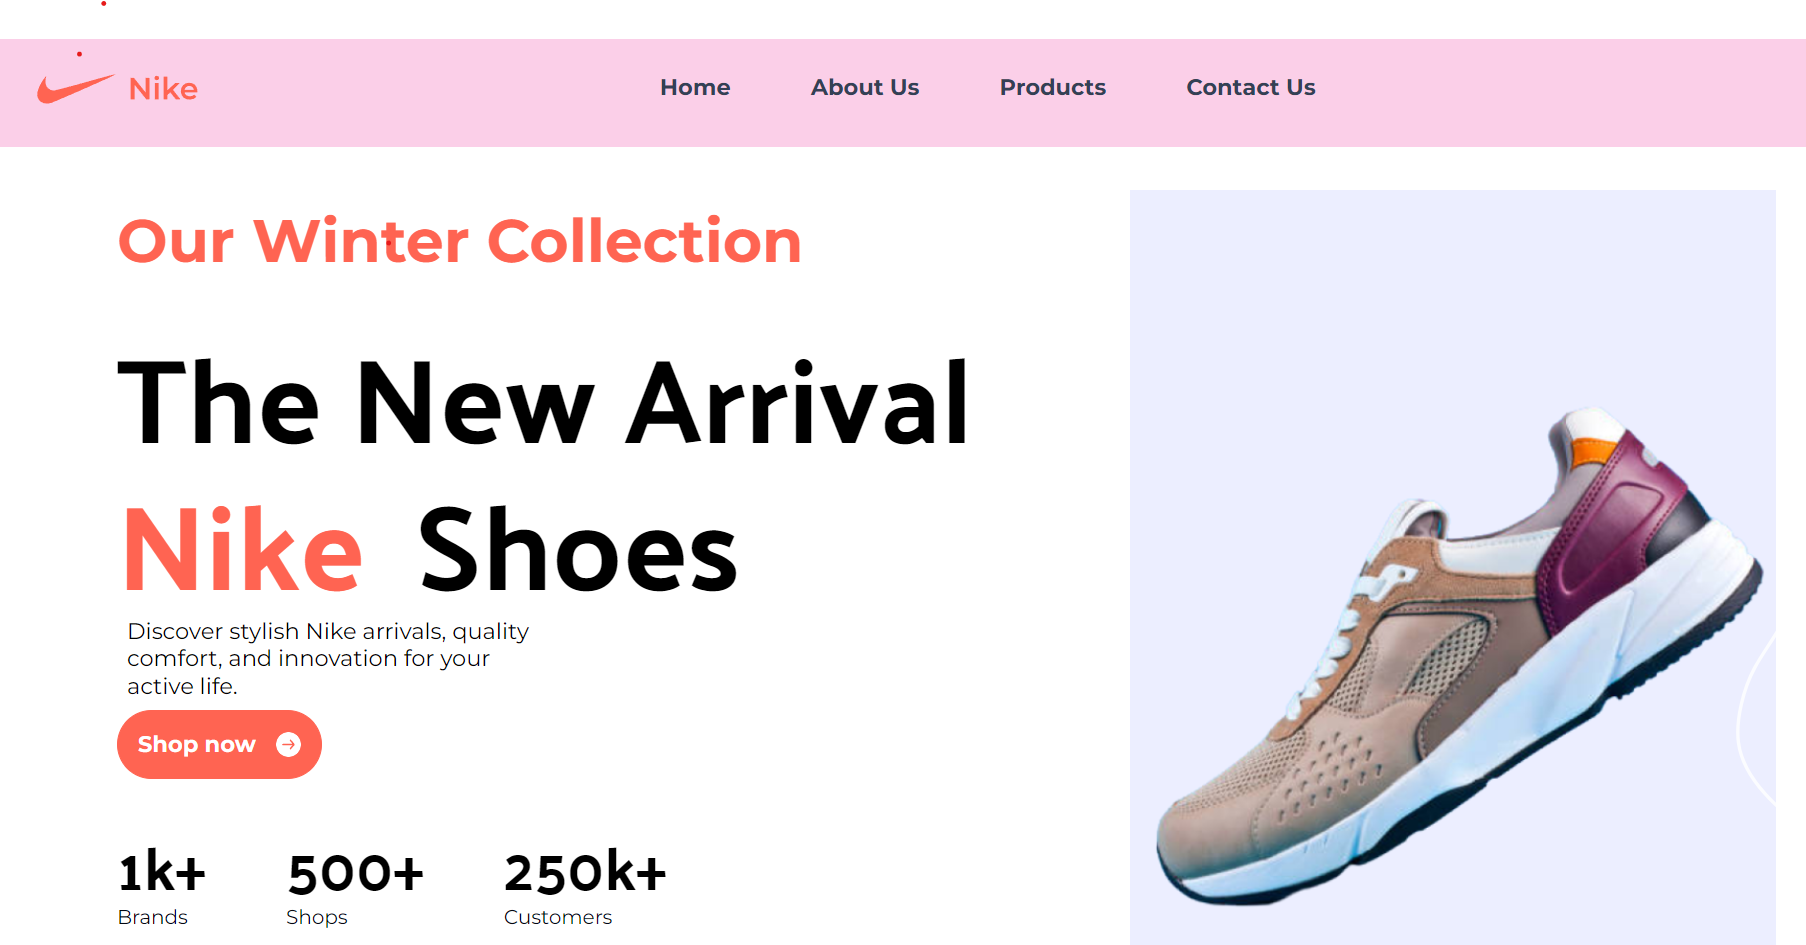 Nike
Home About Us Products Contact Us
Our Winter Collection
The New Arrival
Nike Shoes
Discover stylish Nike arrivals, quality
comfort, and innovation for your
active life.
Shop now
1k+ 500+ 250k+
Brands Shops Customers